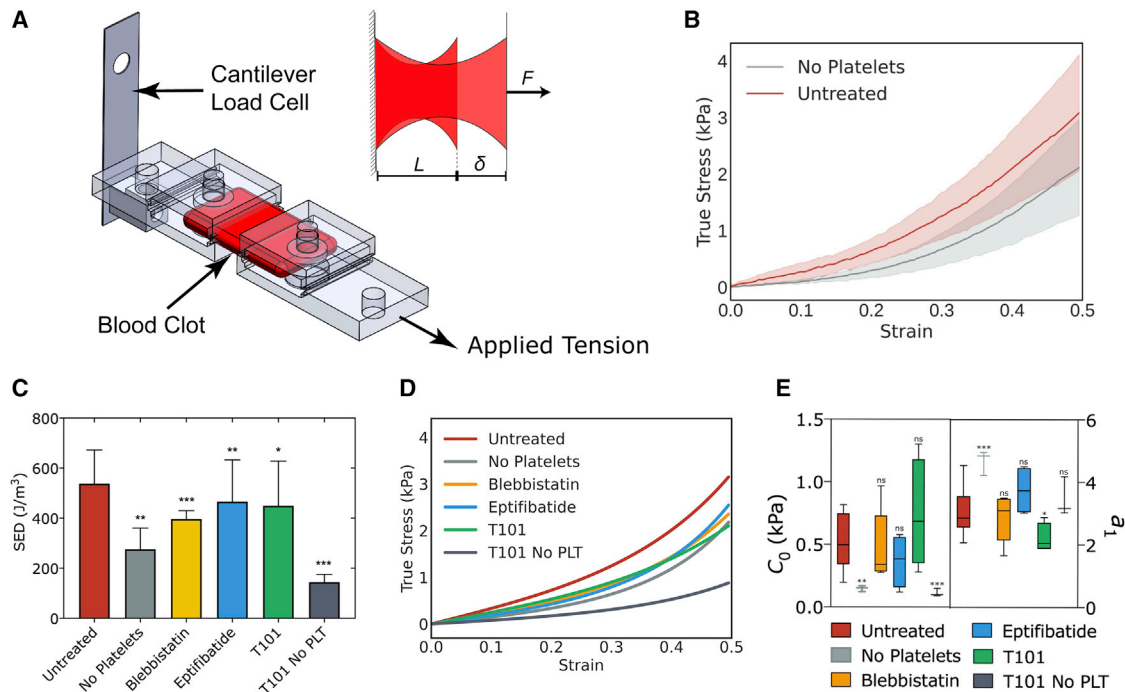 A
Cantilever
Load Cell
F
L
δ
Blood Clot
Applied Tension
B
True Stress (kPa)
4
3
2
1
0
No Platelets
Untreated
0.0 0.1 0.2 0.3 0.4 0.5
Strain
C
SED (J/m³)
800
600
400
200
0
** *** ** * ***
Untreated
No Platelets
Blebbistatin
Eptifibatide
T101
T101 No PLT
D
True Stress (kPa)
4
3
2
1
0
Untreated
No Platelets
Blebbistatin
Eptifibatide
T101
T101 No PLT
0.0 0.1 0.2 0.3 0.4 0.5
Strain
E
C₀ (kPa)
1.5
1.0
0.5
0.0
** ns ns ns ***
*** ns ns * ns
6
4
2
0
a₁
Untreated
No Platelets
Blebbistatin
Eptifibatide
T101
T101 No PLT